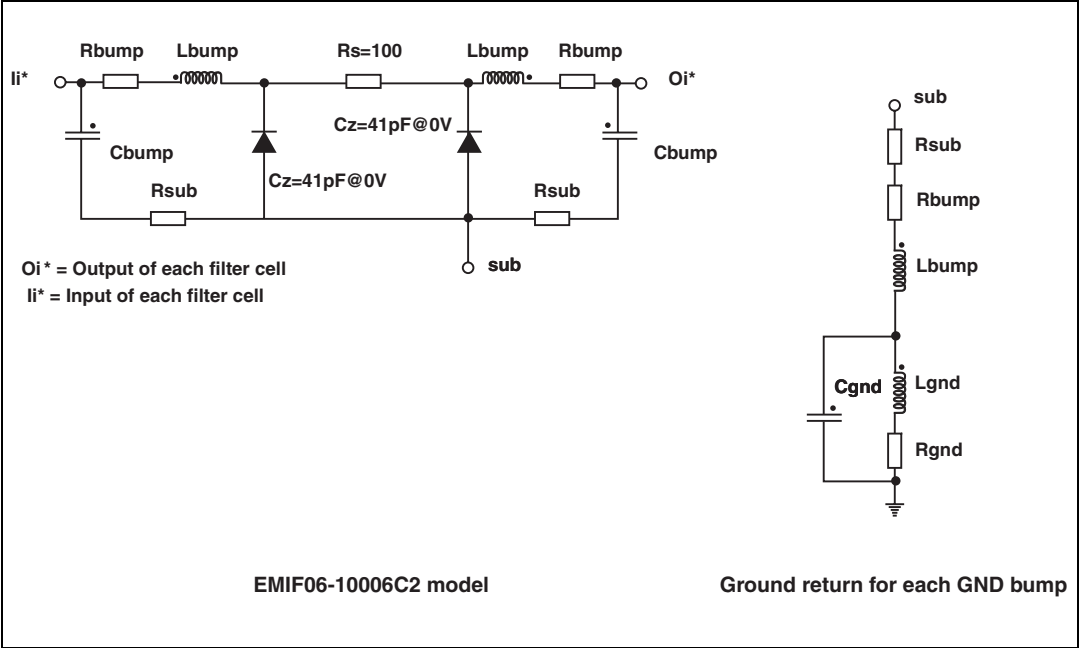 Rbump
Lbump
Rs=100
Lbump
Rbump
Ii*
Oi*
Cz=41pF@0V
Cbump
Cz=41pF@0V
Cbump
Rsub
Rsub
sub
Oi* = Output of each filter cell
Ii* = Input of each filter cell
sub
Rsub
Rbump
Lbump
Cgnd
Lgnd
Rgnd
EMIF06-10006C2 model
Ground return for each GND bump